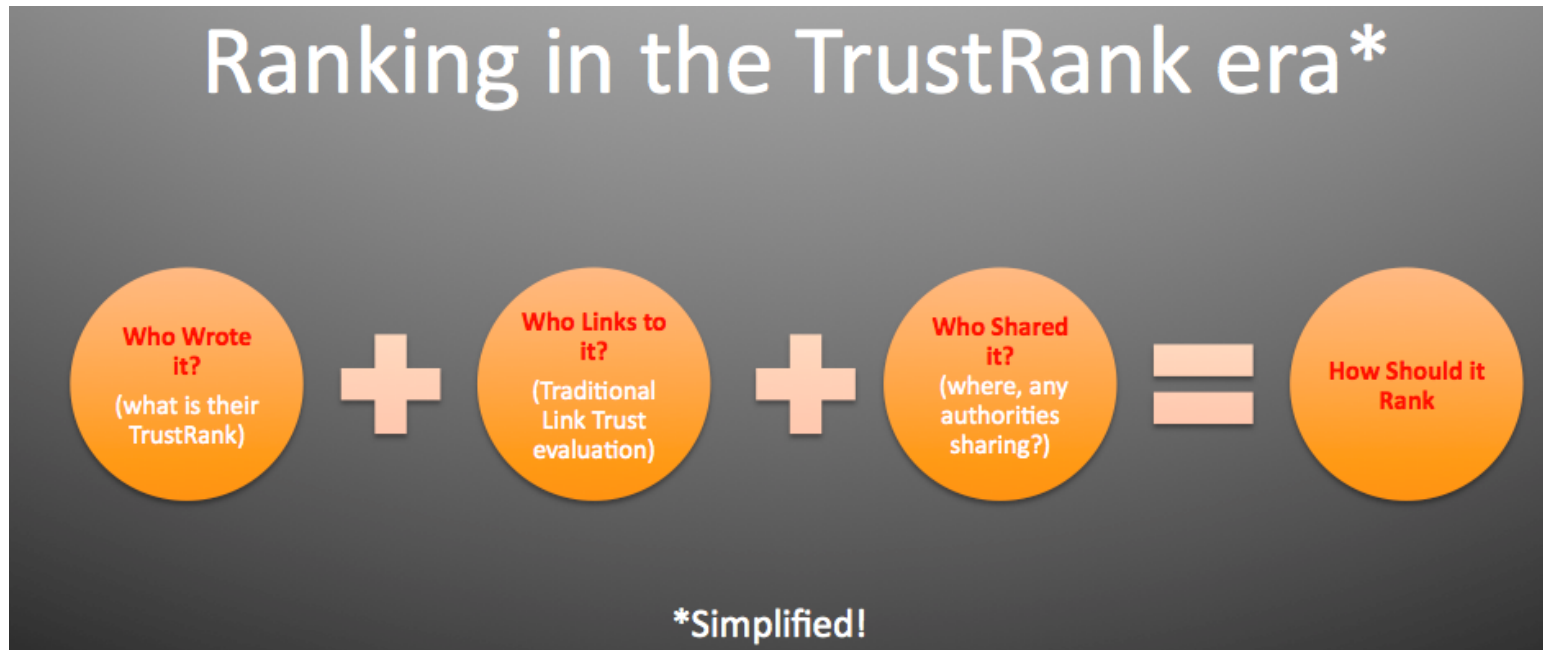 Ranking in the TrustRank era*
Who Wrote
it?
(what is their
TrustRank)
Who Links to
it?
(Traditional
Link Trust
evaluation)
Who Shared
it?
(where, any
authorities
sharing?)
How Should it
Rank
*Simplified!